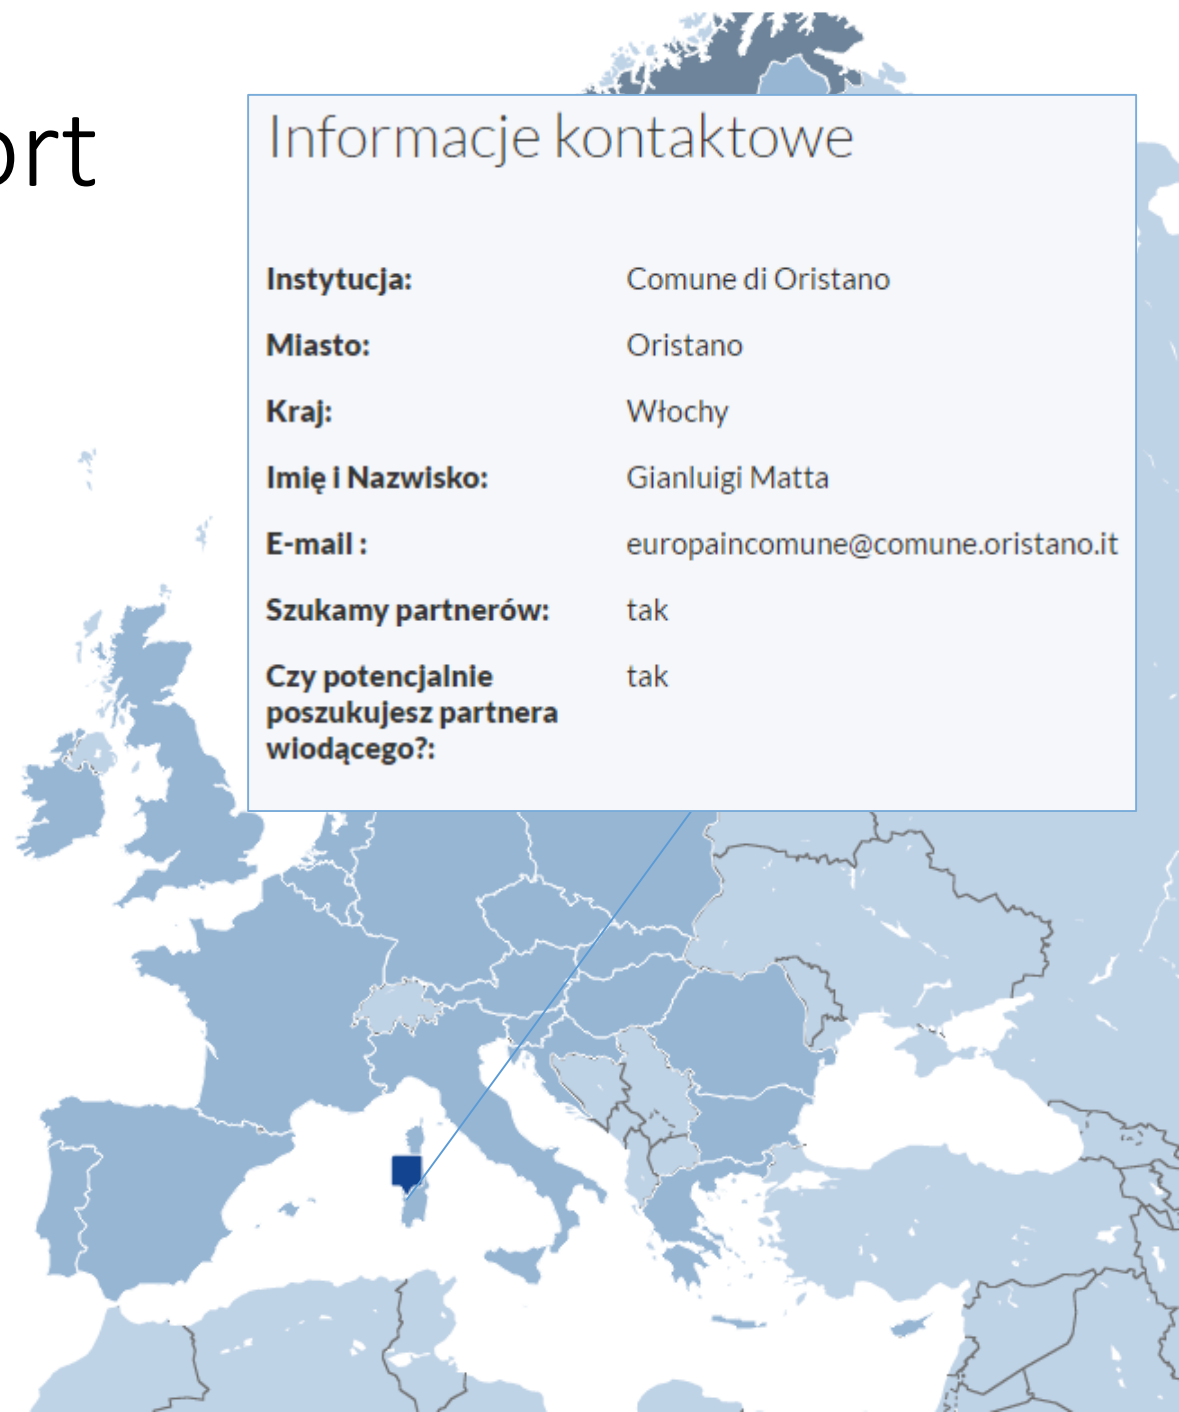 ort
Informacje kontaktowe
Instytucja: Comune di Oristano
Miasto: Oristano
Kraj: Włochy
Imię i Nazwisko: Gianluigi Matta
E-mail : europaincomune@comune.oristano.it
Szukamy partnerów: tak
Czy potencjalnie tak
poszukujesz partnera
wiodącego?: